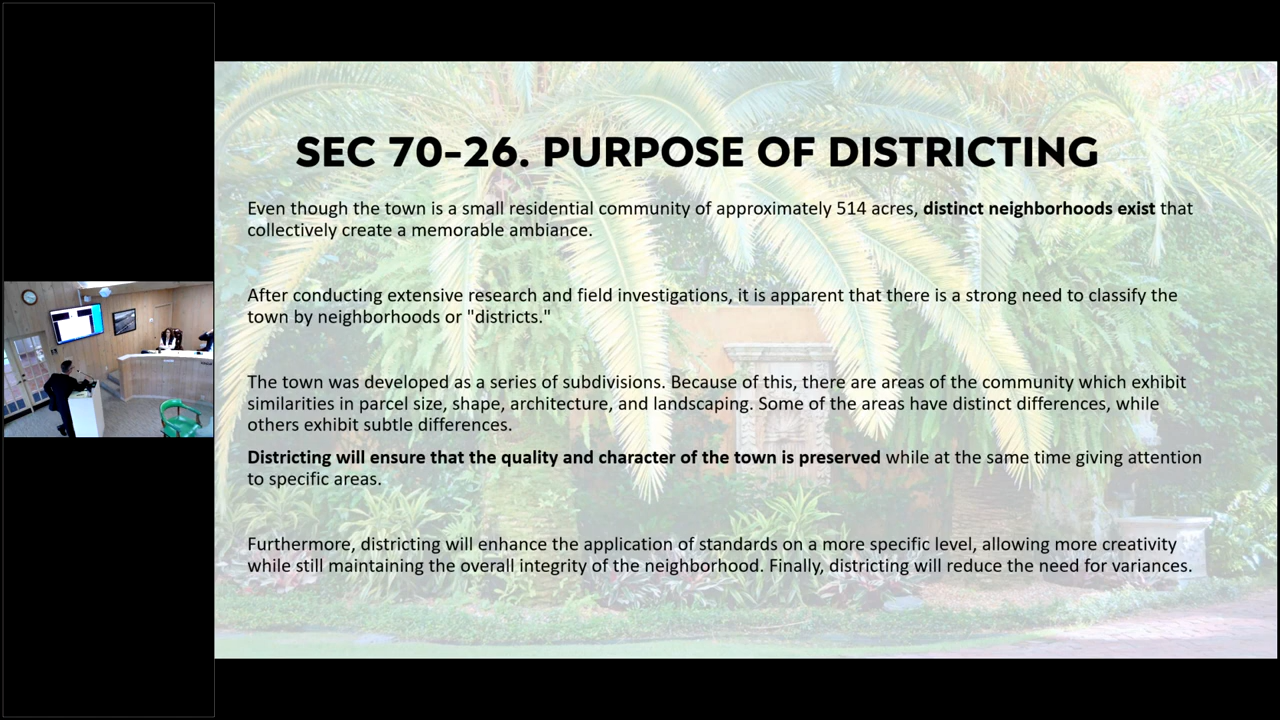 SEC 70-26. PURPOSE OF DISTRICTING
Even though the town is a small residential community of approximately 514 acres, distinct neighborhoods exist that
collectively create a memorable ambiance.
After conducting extensive research and field investigations, it is apparent that there is a strong need to classify the
town by neighborhoods or "districts."
The town was developed as a series of subdivisions. Because of this, there are areas of the community which exhibit
similarities in parcel size, shape, architecture, and landscaping. Some of the areas have distinct differences, while
others exhibit subtle differences.
Districting will ensure that the quality and character of the town is preserved while at the same time giving attention
to specific areas.
Furthermore, districting will enhance the application of standards on a more specific level, allowing more creativity
while still maintaining the overall integrity of the neighborhood. Finally, districting will reduce the need for variances.